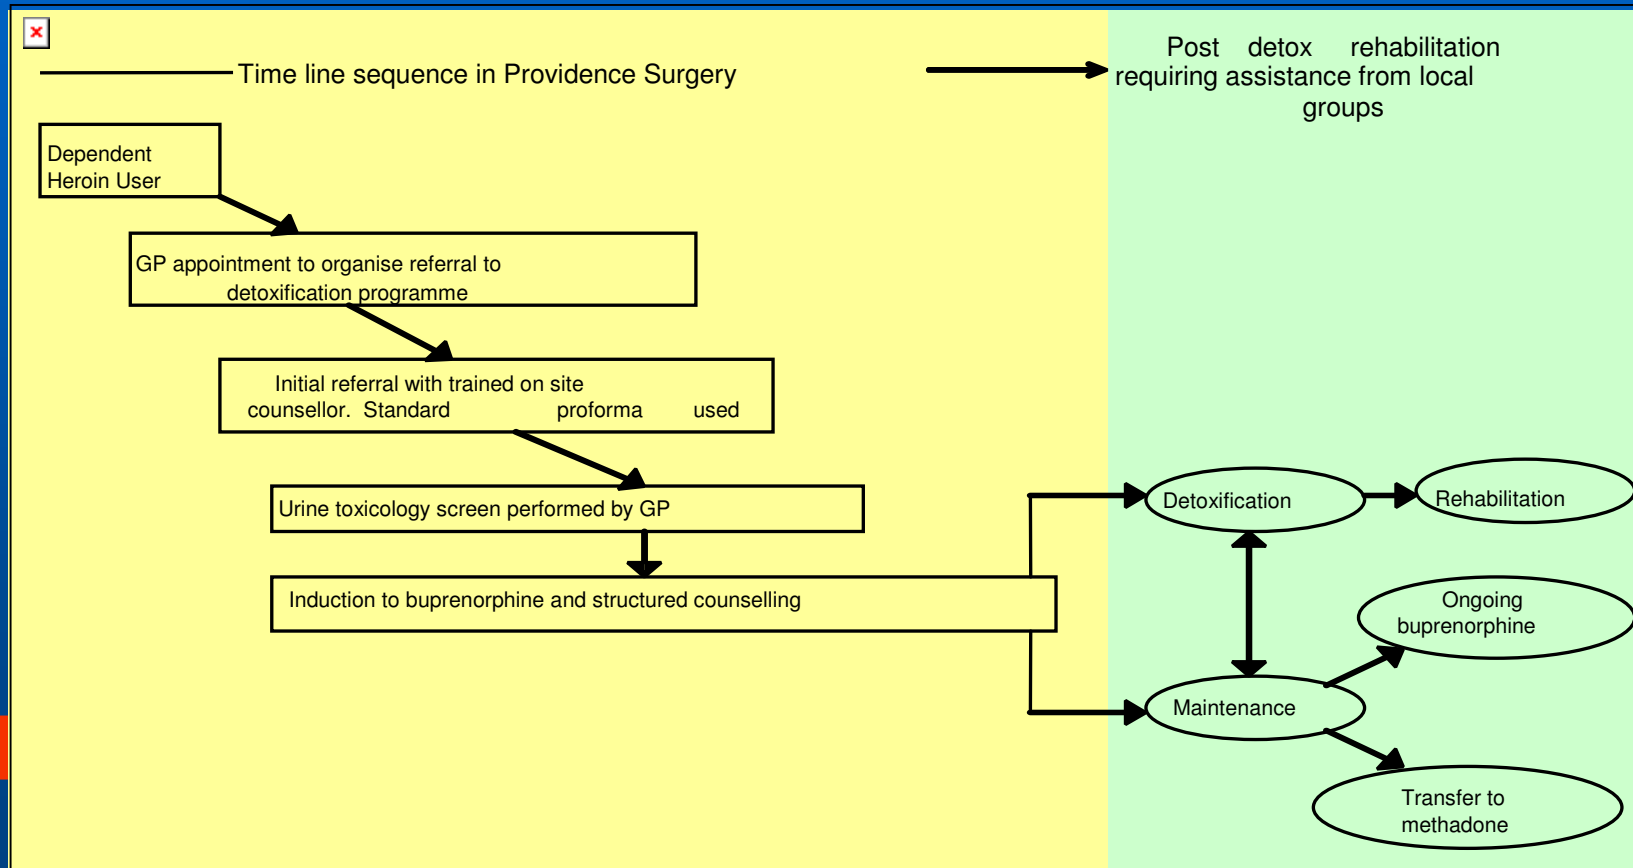 Time line sequence in Providence Surgery
Post detox rehabilitation
requiring assistance from local
groups
Dependent
Heroin User
GP appointment to organise referral to
detoxification programme
Initial referral with trained on site
counsellor. Standard proforma used
Urine toxicology screen performed by GP
Induction to buprenorphine and structured counselling
Detoxification
Rehabilitation
Ongoing
buprenorphine
Maintenance
Transfer to
methadone